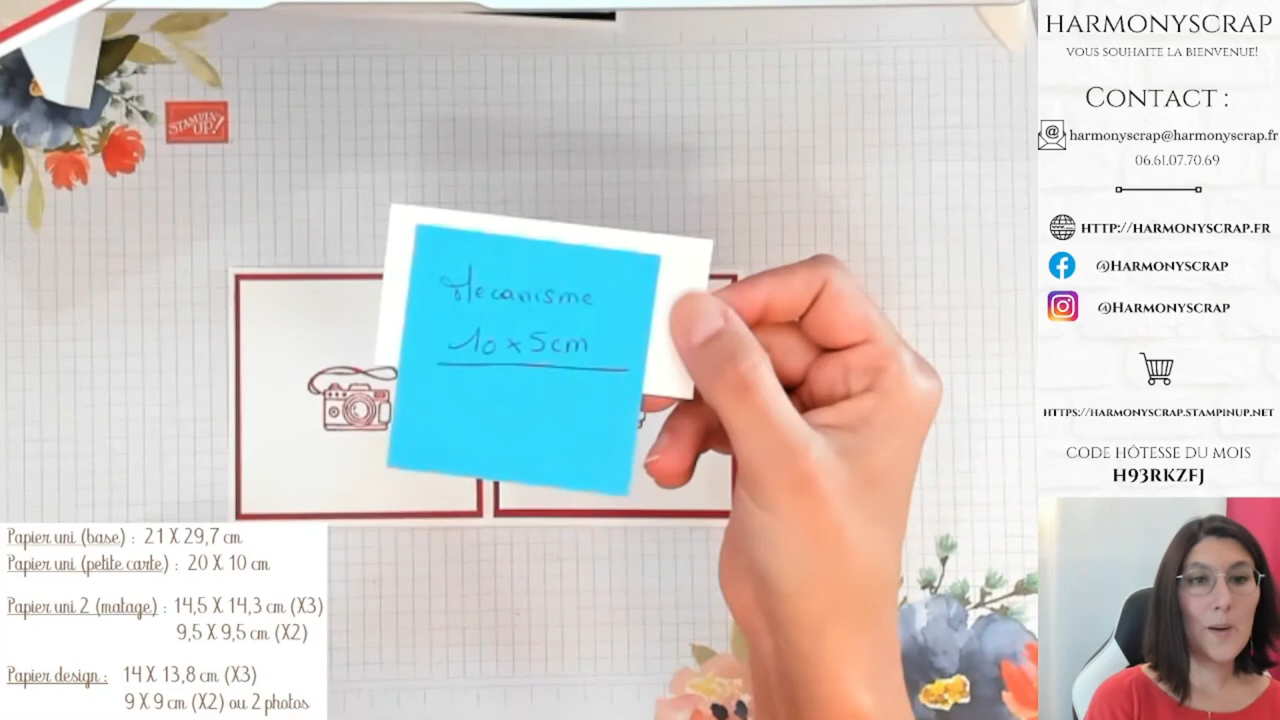 STAMPIN' UP!
Mecanisme
10 x 5cm
Papier uni (base) : 21 X 29,7 cm
Papier uni (petite carte) : 20 X 10 cm
Papier uni 2 (matage) : 14,5 X 14,3 cm (X3)
9,5 X 9,5 cm (X2)
Papier design : 14 X 13,8 cm (X3)
9 X 9 cm (X2) ou 2 photos
HARMONYSCRAP
VOUS SOUHAITE LA BIENVENUE!
CONTACT :
harmonyscrap@harmonyscrap.fr
06.61.07.70.69
HTTP://HARMONYSCRAP.FR
@HARMONYSCRAP
@HARMONYSCRAP
HTTPS://HARMONYSCRAP.STAMPINUP.NET
CODE HÔTESSE DU MOIS
H93RKZFJ